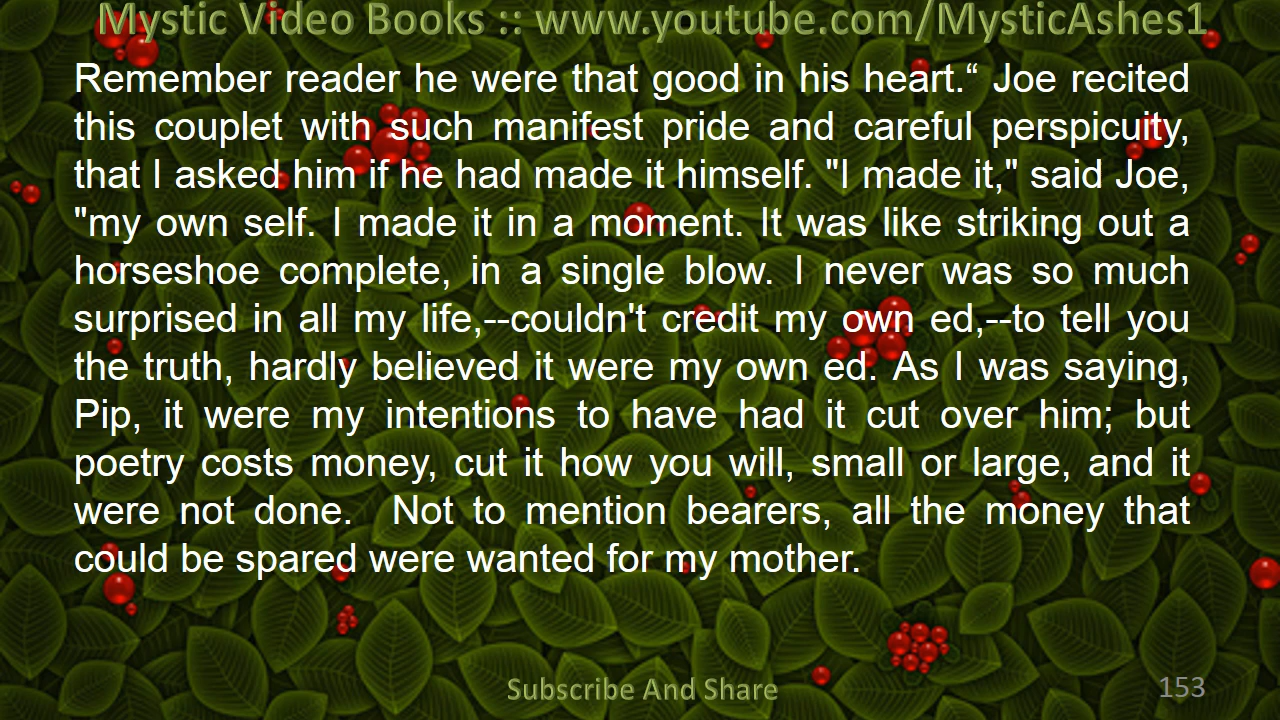 Mystic Video Books :: www.youtube.com/MysticAshes1
Remember reader he were that good in his heart.“ Joe recited
this couplet with such manifest pride and careful perspicuity,
that I asked him if he had made it himself. "I made it," said Joe,
"my own self. I made it in a moment. It was like striking out a
horseshoe complete, in a single blow. I never was so much
surprised in all my life,--couldn't credit my own ed,--to tell you
the truth, hardly believed it were my own ed. As I was saying,
Pip, it were my intentions to have had it cut over him; but
poetry costs money, cut it how you will, small or large, and it
were not done.  Not to mention bearers, all the money that
could be spared were wanted for my mother.
Subscribe And Share
153